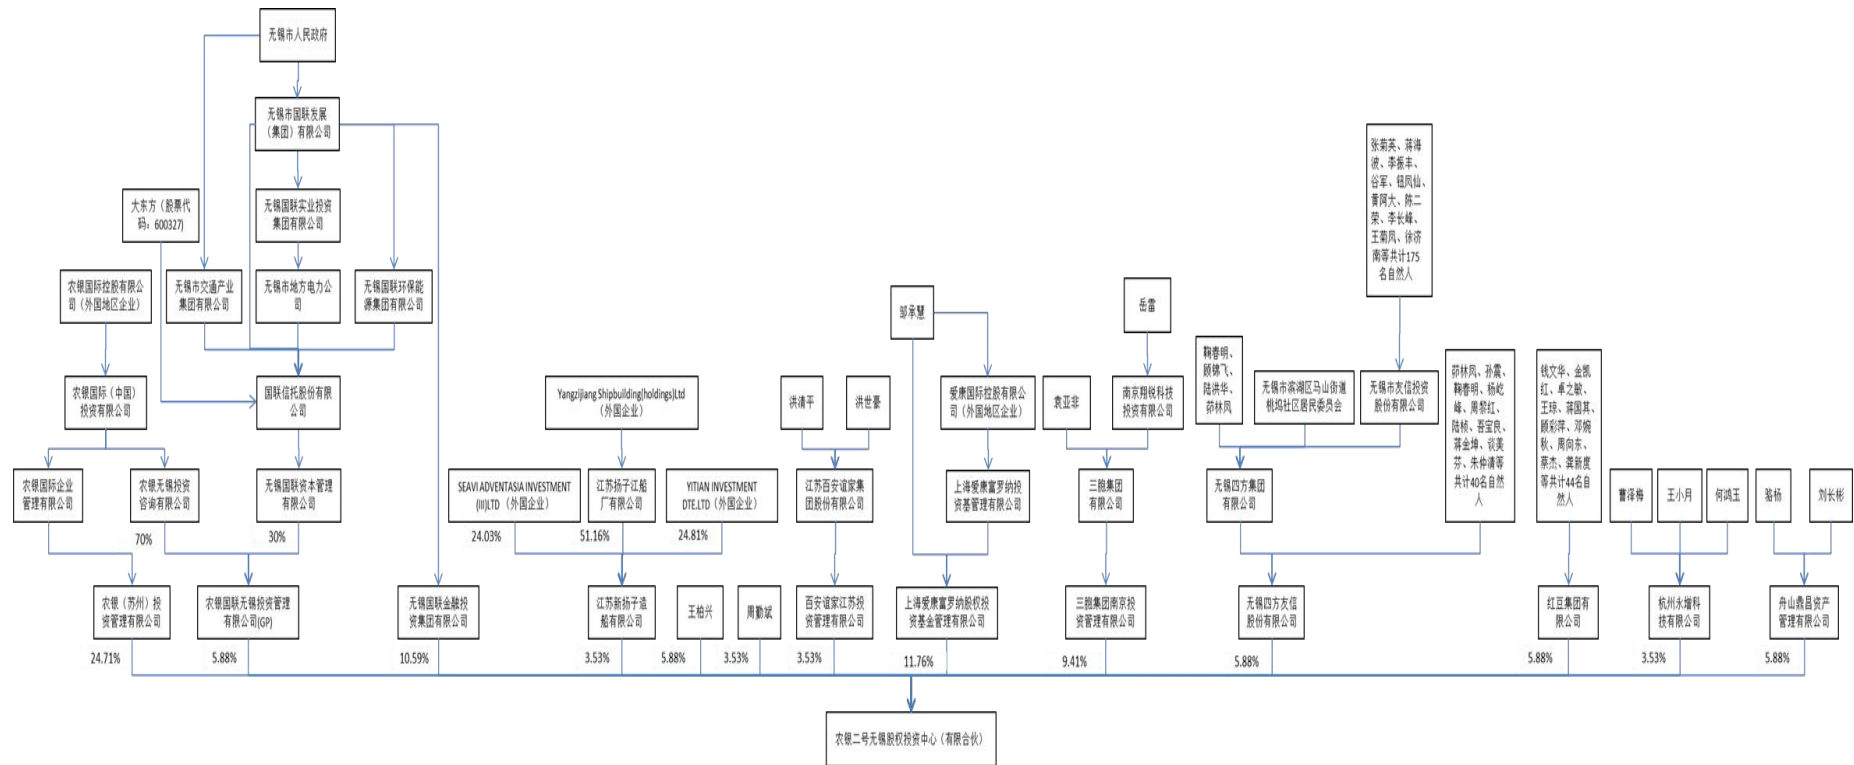 无锡市人民政府
无锡市国联发展
（集团）有限公司
大东方（股票代
码：600327)
无锡国联实业投资
集团有限公司
农银国际控股有限公
司（外国地区企业）
无锡市交通产业
集团有限公司
无锡市地方电力公
司
无锡国联环保能
源集团有限公司
农银国际（中国）
投资有限公司
国联信托股份有限
公司
农银国际企业
管理有限公司
农银无锡投资
咨询有限公司
无锡国联资本管理
有限公司
70%
30%
Yangzijiang Shipbuilding(holdings)Ltd
（外国企业）
SEAVI ADVENTASIA INVESTMENT
(III)LTD （外国企业）
江苏扬子江船
厂有限公司
YITIAN INVESTMENT
DTE.LTD（外国企业）
24.03%
51.16%
24.81%
洪清平
洪世豪
江苏百安谊家集
团股份有限公司
邹承慧
爱康国际控股有限公
司（外国地区企业）
上海爱康富罗纳投
资基管理有限公司
岳雷
袁亚非
南京翔锐科技
投资有限公司
三胞集团
有限公司
张菊英、蒋海
波、李振丰、
谷军、钮凤仙、
黄阿大、陈二
荣、李长峰、
王菊凤、徐济
南等共计175
名自然人
鞠春明、
顾锦飞、
陆洪华、
茆林凤
无锡市滨湖区马山街道
桃坞社区居民委员会
无锡市友信投资
股份有限公司
无锡四方集团
有限公司
茆林凤、孙震、
鞠春明、杨屹
峰、周黎红、
陆桢、吾宝良、
蒋金坤、谈美
芬、朱仲清等
共计40名自然
人
钱文华、金凯
红、卓之敏、
王琼、蒋国其、
顾彩萍、邓婉
秋、周向东、
蔡杰、龚新度
等共计44名自
然人
曹泽梅
王小月
何鸿玉
骆杨
刘长彬
农银（苏州）投
资管理有限公司
农银国联无锡投资管理
有限公司(GP)
无锡国联金融投
资集团有限公司
江苏新扬子造
船有限公司
王柏兴
周勤斌
百安谊家江苏投
资管理有限公司
上海爱康富罗纳股权投
资基金管理有限公司
三胞集团南京投
资管理有限公司
无锡四方友信
股份有限公司
红豆集团有
限公司
杭州永增科
技有限公司
舟山鼎昌资产
管理有限公司
24.71%
5.88%
10.59%
3.53%
5.88%
3.53%
3.53%
11.76%
9.41%
5.88%
5.88%
3.53%
5.88%
农银二号无锡股权投资中心（有限合伙）